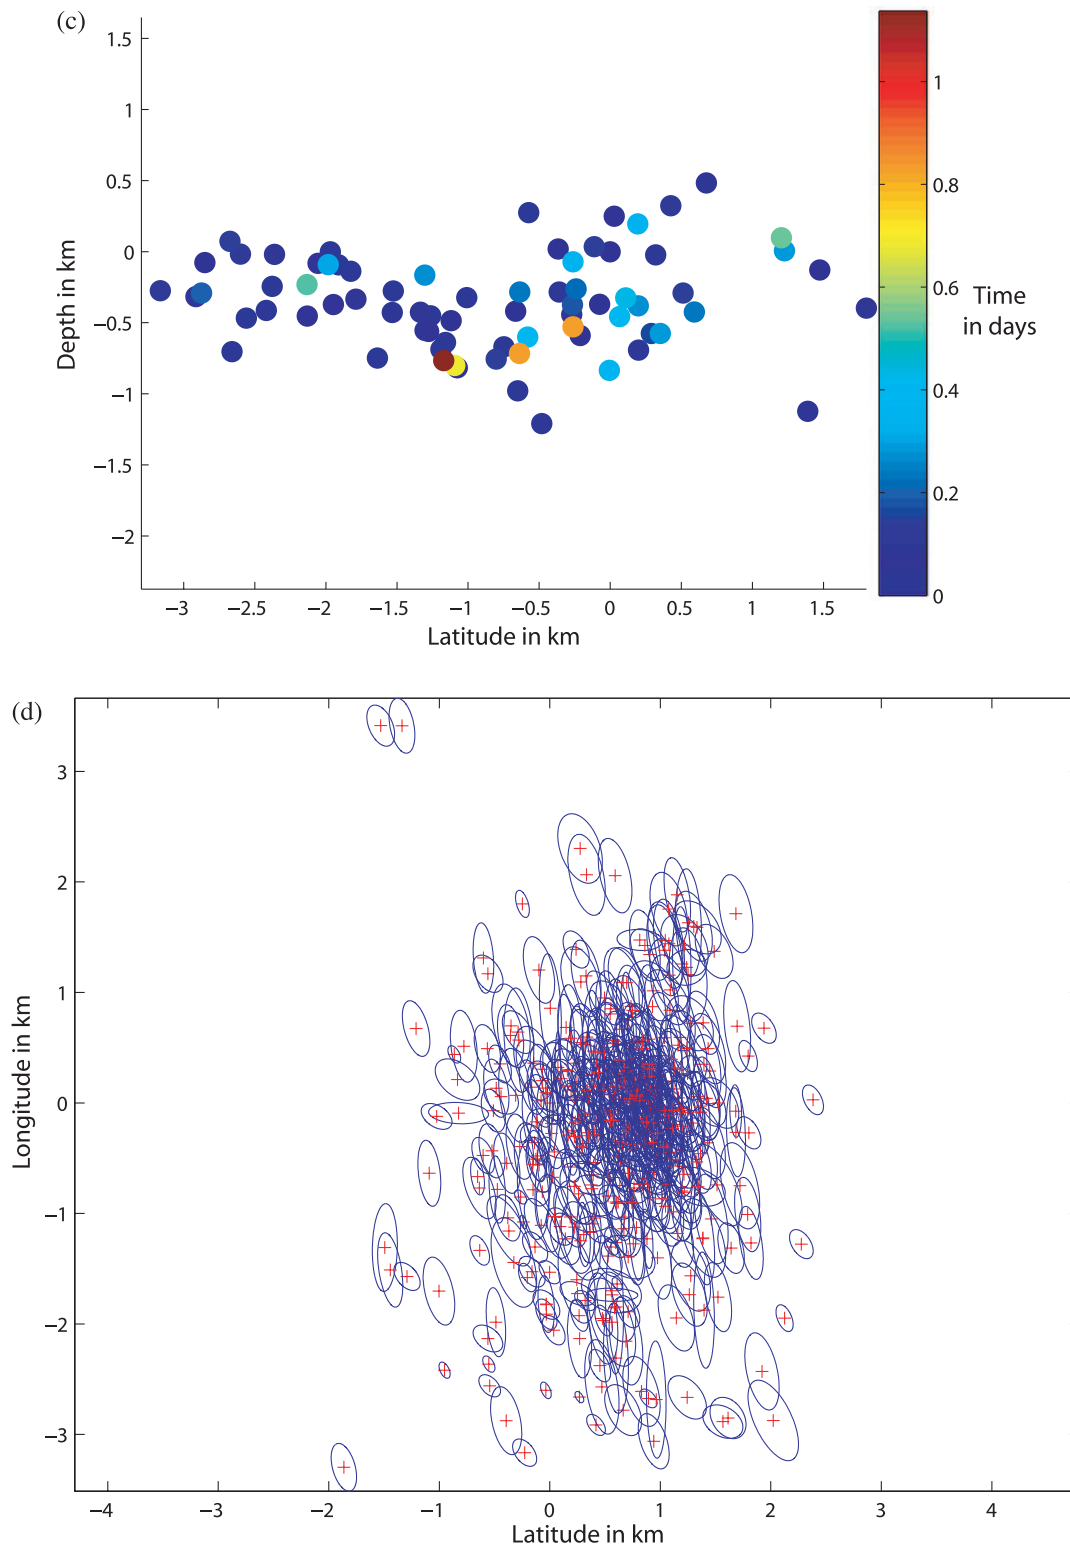 (c)
1.5
1
0.5
0
−0.5
−1
−1.5
−2
Depth in km
−3 −2.5 −2 −1.5 −1 −0.5 0 0.5 1 1.5
Latitude in km
1
0.8
0.6
0.4
0.2
0
Time
in days
(d)
3
2
1
0
−1
−2
−3
Longitude in km
−4 −3 −2 −1 0 1 2 3 4
Latitude in km